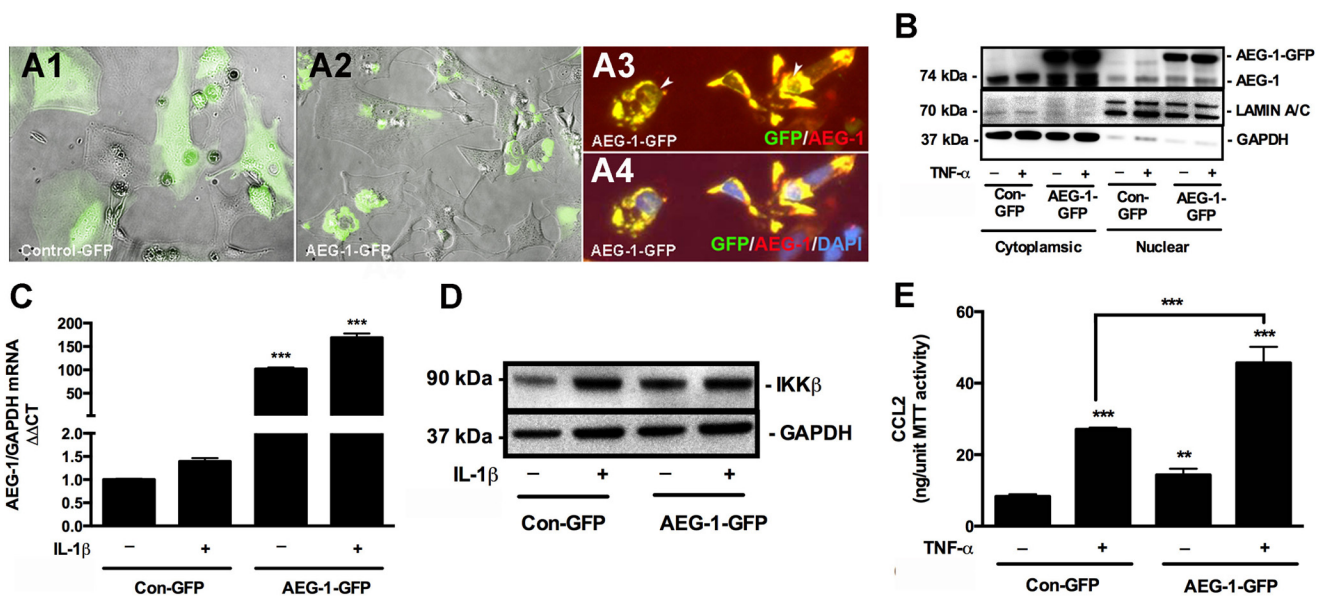 A1
Control-GFP
A2
AEG-1-GFP
A3
AEG-1-GFP
GFP/AEG-1
A4
AEG-1-GFP
GFP/AEG-1/DAPI
B
- AEG-1-GFP
74 kDa -
- AEG-1
70 kDa -
- LAMIN A/C
37 kDa -
- GAPDH
TNF-α – + – + – + – +
Con-GFP AEG-1-GFP Con-GFP AEG-1-GFP
Cytoplamsic Nuclear
C
AEG-1/GAPDH mRNA
ΔΔCT
200
150
100
50
2.0
1.5
1.0
0.5
0.0
***
***
IL-1β – + – +
Con-GFP AEG-1-GFP
D
90 kDa -
- IKKβ
37 kDa -
- GAPDH
IL-1β – + – +
Con-GFP AEG-1-GFP
E
CCL2
(ng/unit MTT activity)
60
40
20
0
***
***
***
**
TNF-α – + – +
Con-GFP AEG-1-GFP